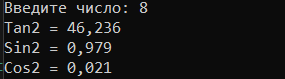 Введите число: 8
Tan2 = 46,236
Sin2 = 0,979
Cos2 = 0,021